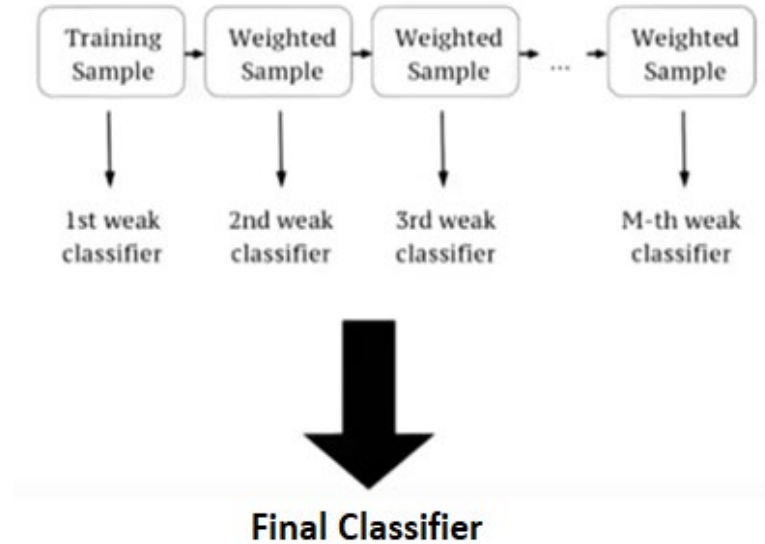 Training
Sample
Weighted
Sample
Weighted
Sample
...
Weighted
Sample
1st weak
classifier
2nd weak
classifier
3rd weak
classifier
M-th weak
classifier
Final Classifier